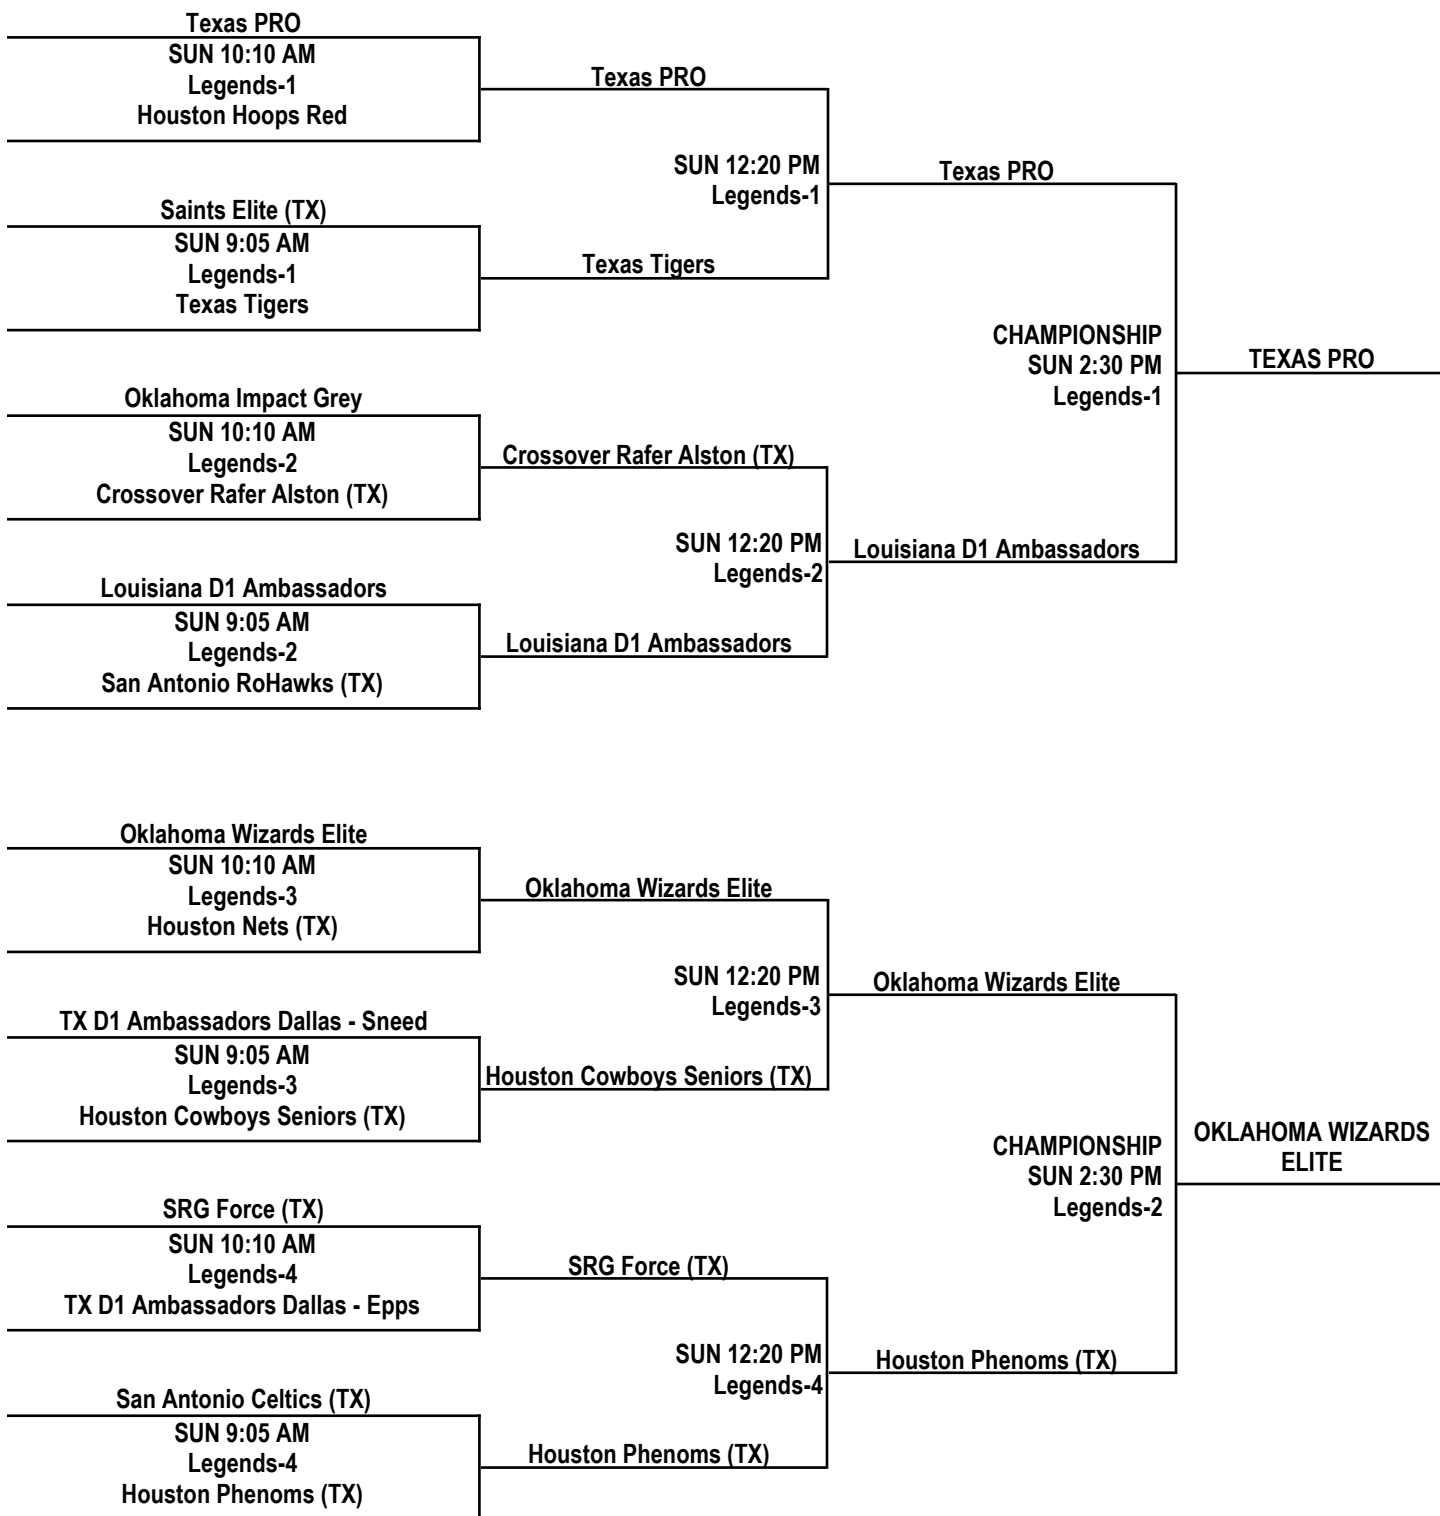 Texas PRO
SUN 10:10 AM
Legends-1
Houston Hoops Red
Texas PRO
SUN 12:20 PM
Legends-1
Texas PRO
Saints Elite (TX)
SUN 9:05 AM
Legends-1
Texas Tigers
Texas Tigers
CHAMPIONSHIP
SUN 2:30 PM
Legends-1
TEXAS PRO
Oklahoma Impact Grey
SUN 10:10 AM
Legends-2
Crossover Rafer Alston (TX)
Crossover Rafer Alston (TX)
SUN 12:20 PM
Legends-2
Louisiana D1 Ambassadors
Louisiana D1 Ambassadors
SUN 9:05 AM
Legends-2
San Antonio RoHawks (TX)
Louisiana D1 Ambassadors
Oklahoma Wizards Elite
SUN 10:10 AM
Legends-3
Houston Nets (TX)
Oklahoma Wizards Elite
SUN 12:20 PM
Legends-3
Oklahoma Wizards Elite
TX D1 Ambassadors Dallas - Sneed
SUN 9:05 AM
Legends-3
Houston Cowboys Seniors (TX)
Houston Cowboys Seniors (TX)
CHAMPIONSHIP
SUN 2:30 PM
Legends-2
OKLAHOMA WIZARDS
ELITE
SRG Force (TX)
SUN 10:10 AM
Legends-4
TX D1 Ambassadors Dallas - Epps
SRG Force (TX)
SUN 12:20 PM
Legends-4
Houston Phenoms (TX)
San Antonio Celtics (TX)
SUN 9:05 AM
Legends-4
Houston Phenoms (TX)
Houston Phenoms (TX)